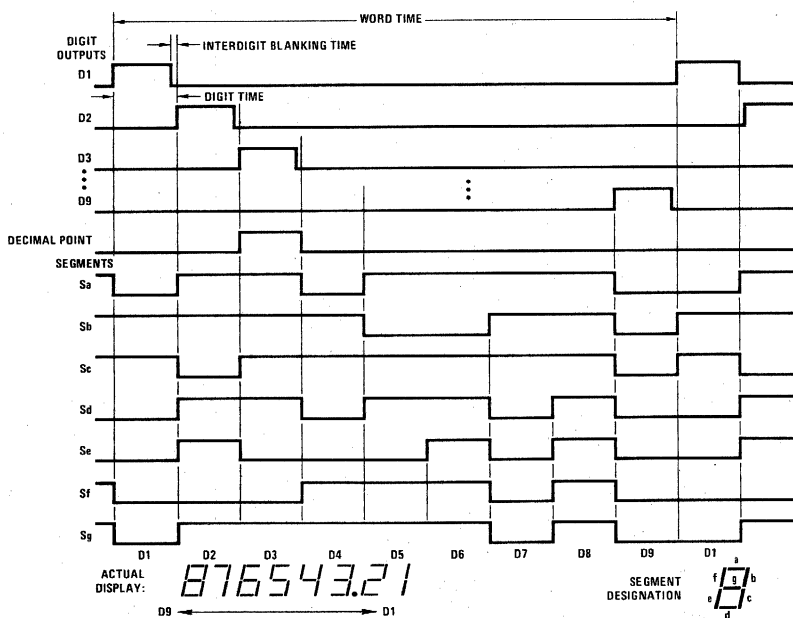 WORD TIME
DIGIT OUTPUTS
INTERDIGIT BLANKING TIME
D1
DIGIT TIME
D2
D3
D9
DECIMAL POINT
SEGMENTS
Sa
Sb
Sc
Sd
Se
Sf
Sg
D1 D2 D3 D4 D5 D6 D7 D8 D9 D1
ACTUAL DISPLAY: 876543.21
D9 D1
SEGMENT DESIGNATION
a
f g b
e c
d